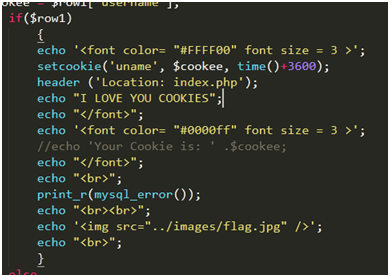 ookee = $row1['username'];
if($row1)
{
echo '<font color= "#FFFF00" font size = 3 >';
setcookie('uname', $cookee, time()+3600);
header ('Location: index.php');
echo "I LOVE YOU COOKIES";
echo "</font>";
echo '<font color= "#0000ff" font size = 3 >';
//echo 'Your Cookie is: ' .$cookee;
echo "</font>";
echo "<br>";
print_r(mysql_error());
echo "<br><br>";
echo '<img src="../images/flag.jpg" />';
echo "<br>";
}
else